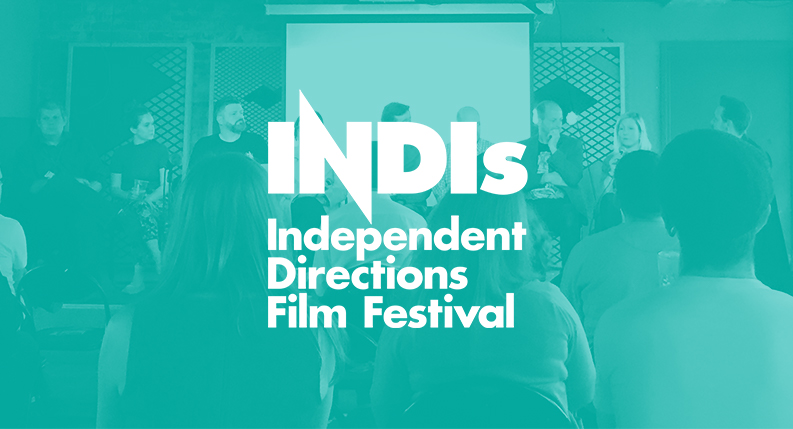 INDIs
Independent
Directions
Film Festival